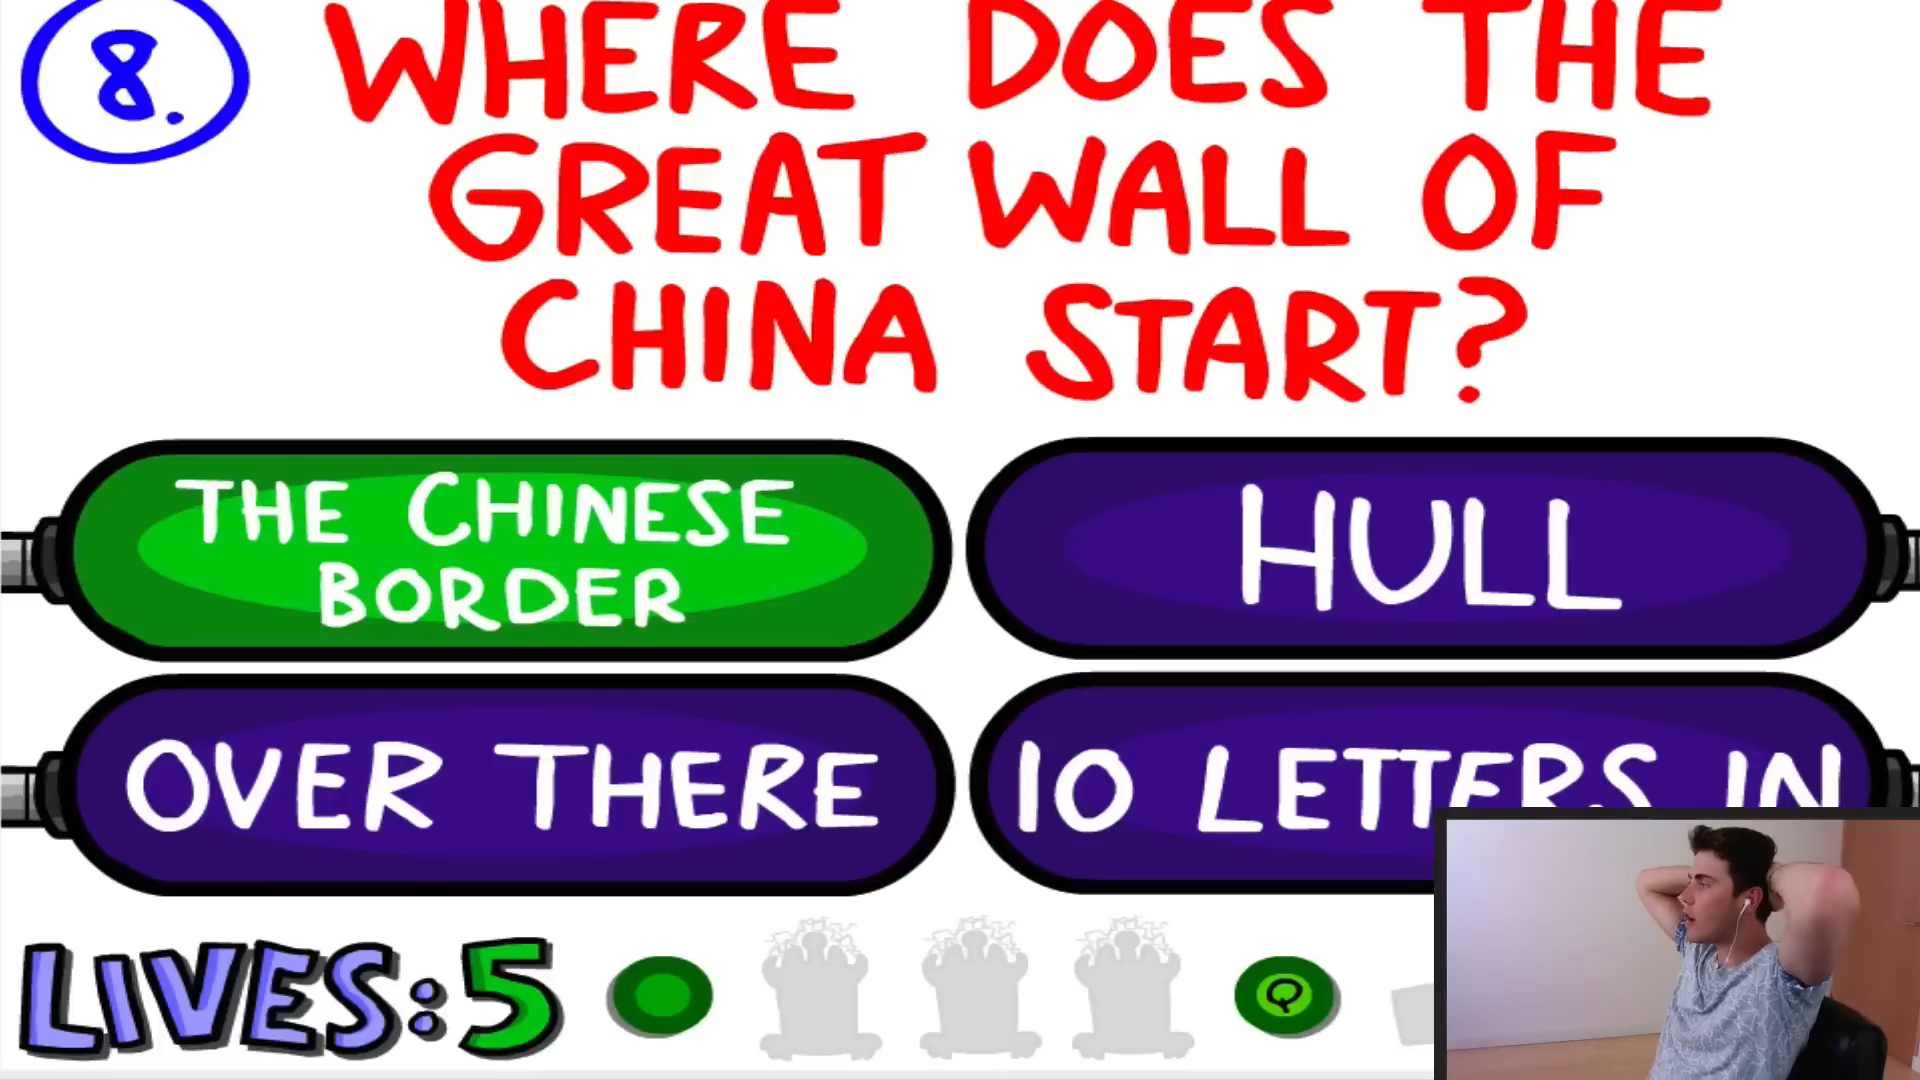 8.
WHERE DOES THE
GREAT WALL OF
CHINA START?
THE CHINESE
BORDER
HULL
OVER THERE
10 LETTERS IN
LIVES: 5
Q